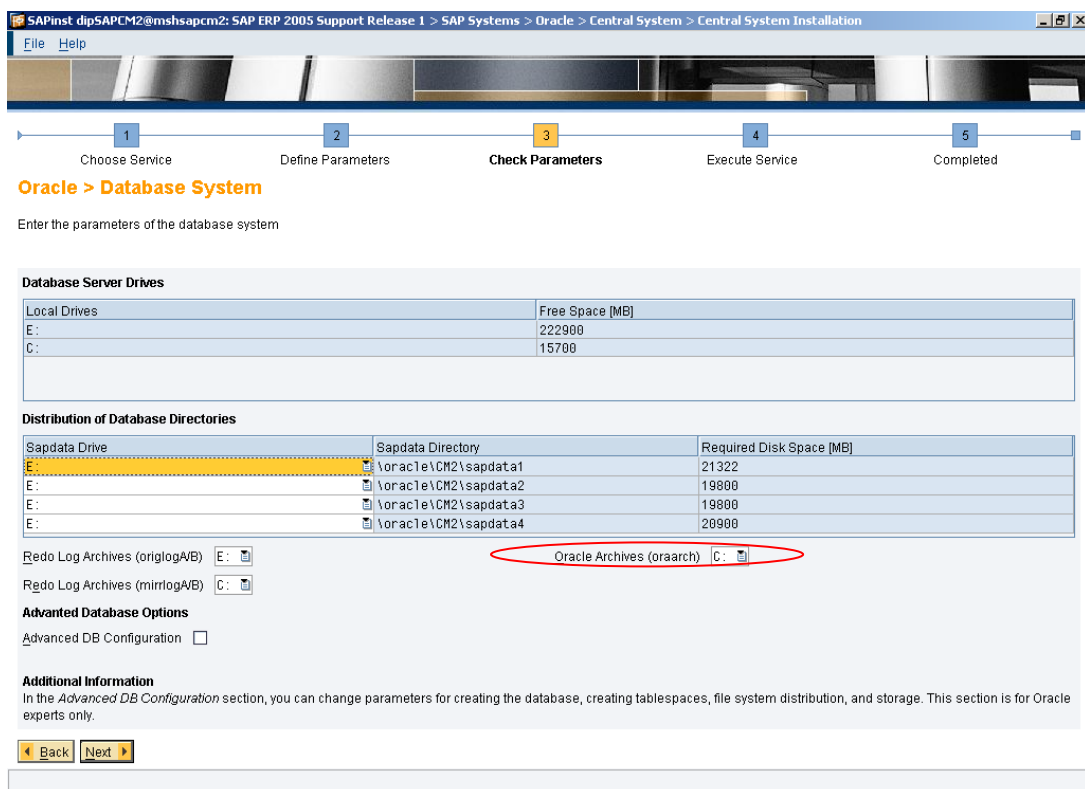 SAPinst dipSAPCM2@mshsapcm2: SAP ERP 2005 Support Release 1 > SAP Systems > Oracle > Central System > Central System Installation
File Help
1 2 3 4 5
Choose Service Define Parameters Check Parameters Execute Service Completed
Oracle > Database System
Enter the parameters of the database system
Database Server Drives
Local Drives Free Space [MB]
E: 222900
C: 15700
Distribution of Database Directories
Sapdata Drive Sapdata Directory Required Disk Space [MB]
E: \oracle\CM2\sapdata1 21322
E: \oracle\CM2\sapdata2 19800
E: \oracle\CM2\sapdata3 19800
E: \oracle\CM2\sapdata4 20900
Redo Log Archives (origlogA/B) E: Oracle Archives (oraarch) C:
Redo Log Archives (mirrlogA/B) C:
Advanted Database Options
Advanced DB Configuration
Additional Information
In the Advanced DB Configuration section, you can change parameters for creating the database, creating tablespaces, file system distribution, and storage. This section is for Oracle
experts only.
Back Next